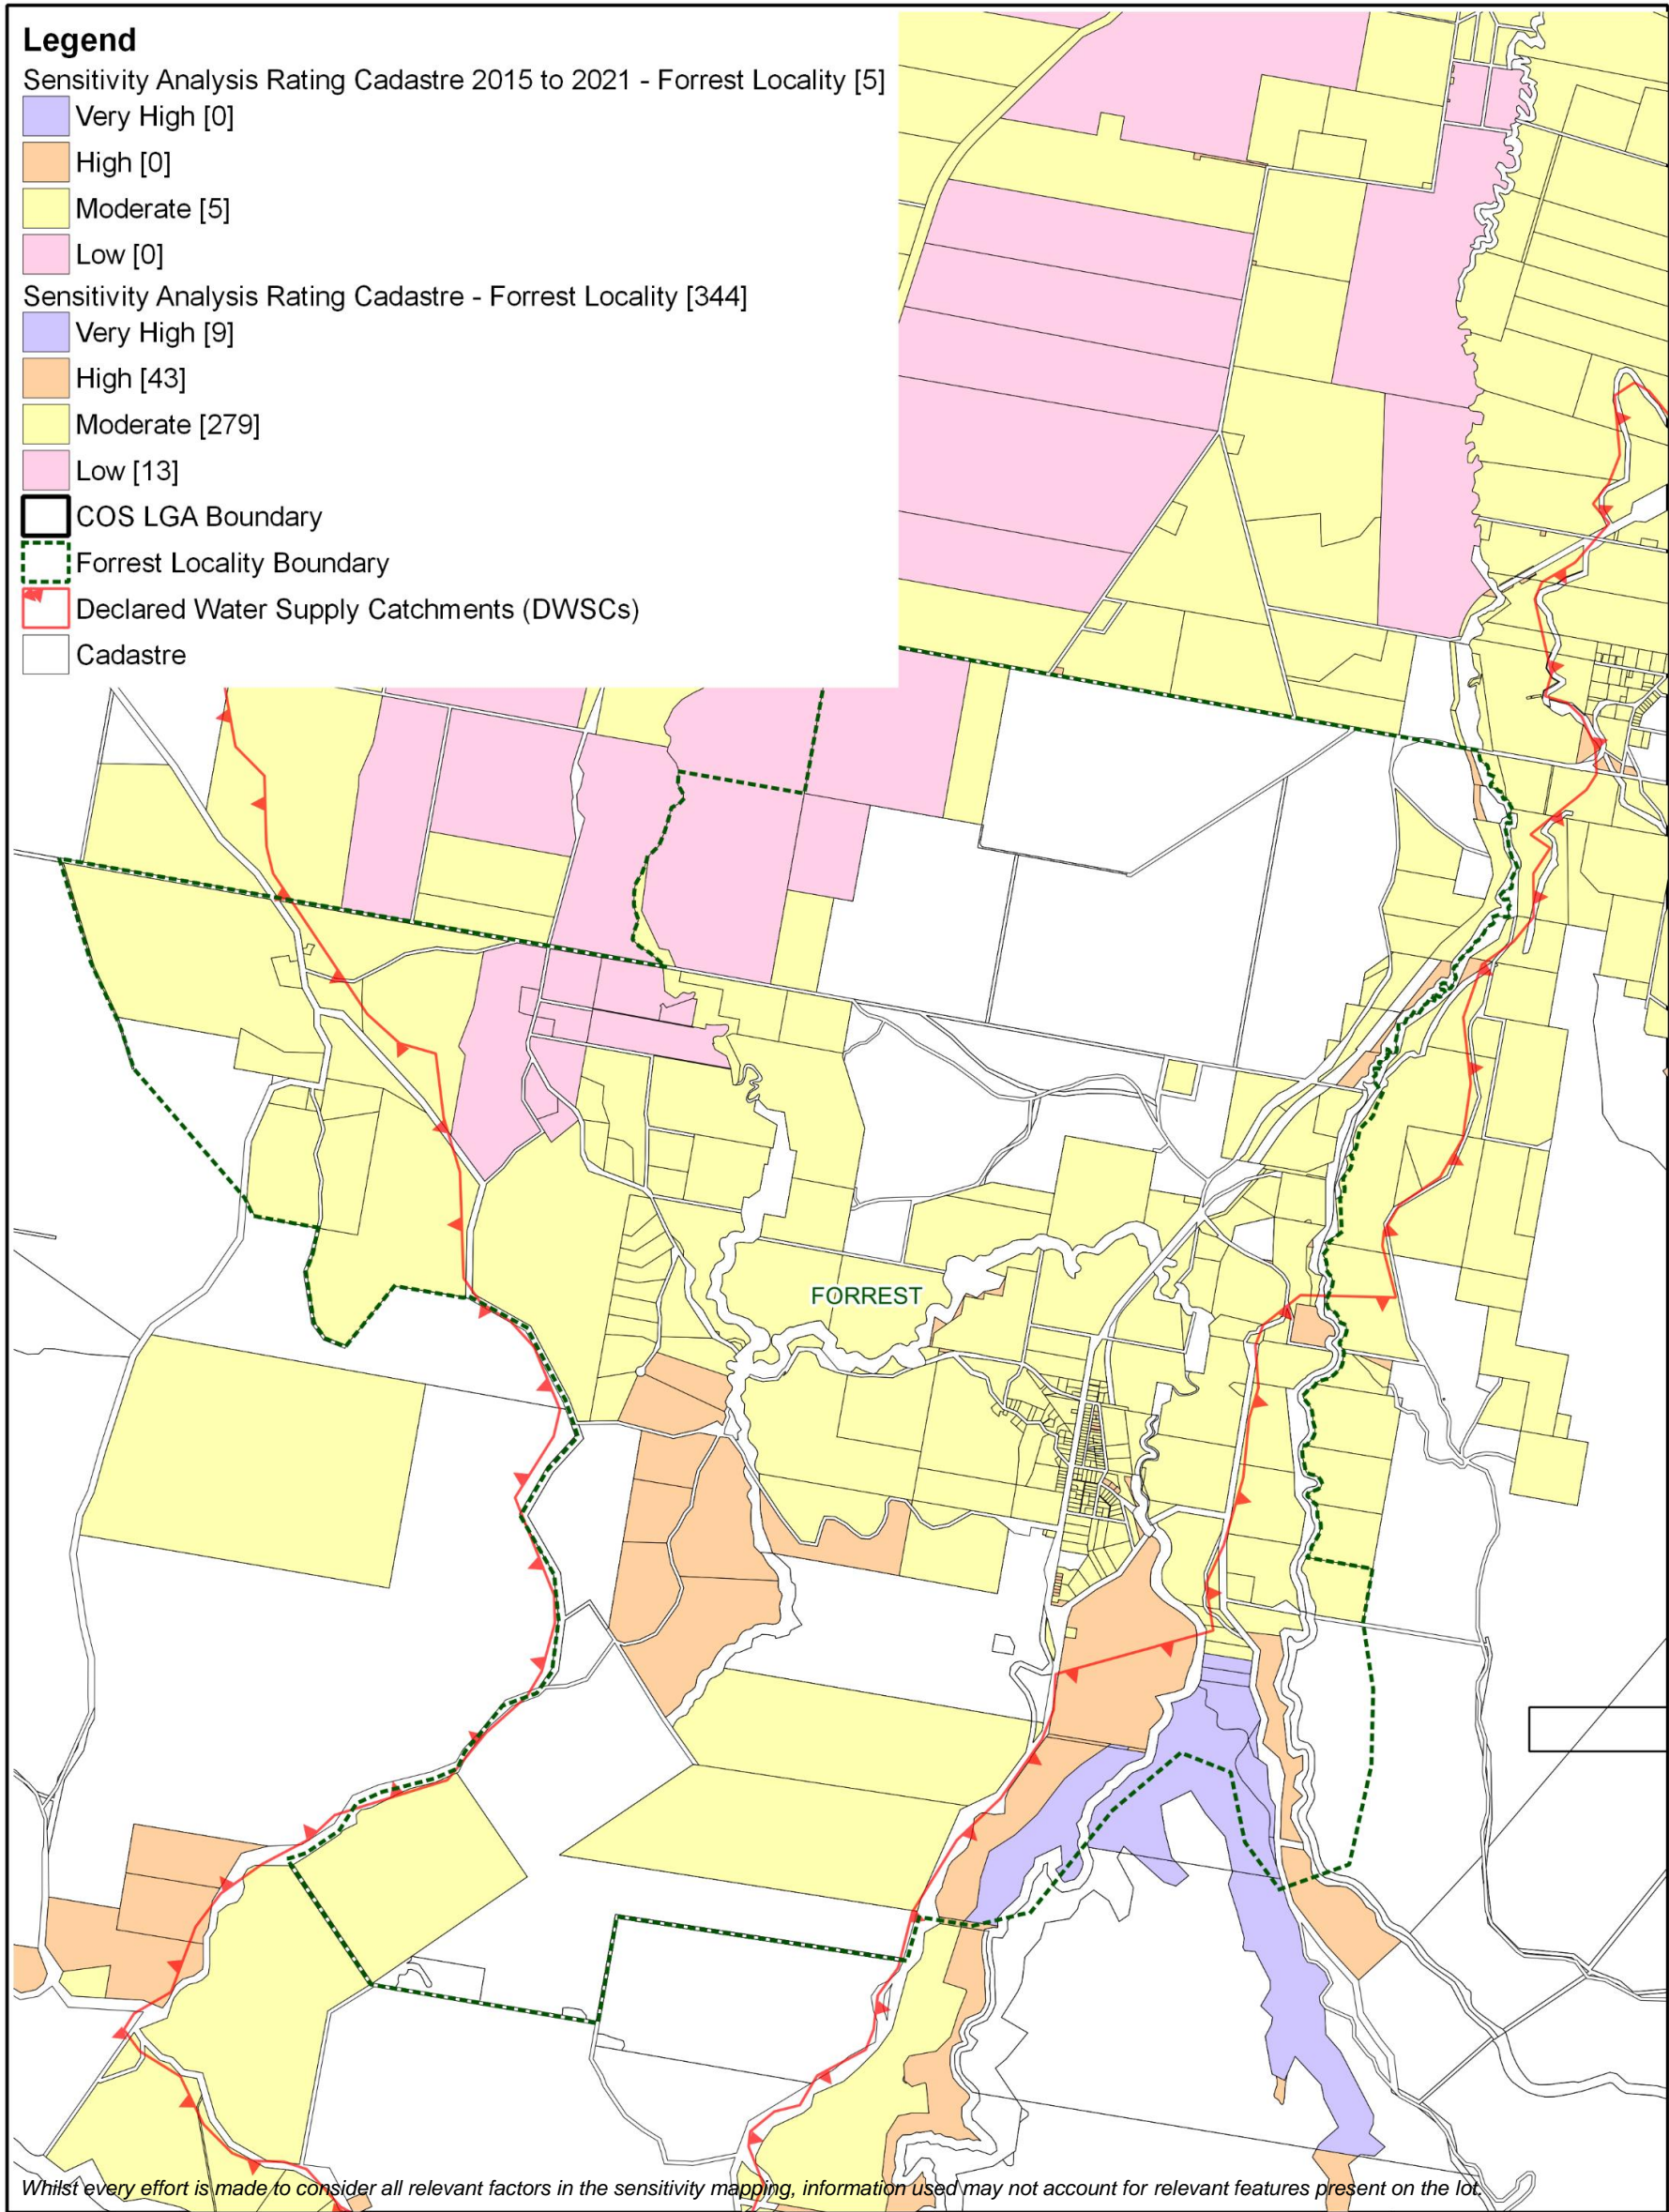 Legend
Sensitivity Analysis Rating Cadastre 2015 to 2021 - Forrest Locality [5]
Very High [0]
High [0]
Moderate [5]
Low [0]
Sensitivity Analysis Rating Cadastre - Forrest Locality [344]
Very High [9]
High [43]
Moderate [279]
Low [13]
COS LGA Boundary
Forrest Locality Boundary
Declared Water Supply Catchments (DWSCs)
Cadastre
FORREST
Whilst every effort is made to consider all relevant factors in the sensitivity mapping, information used may not account for relevant features present on the lot.